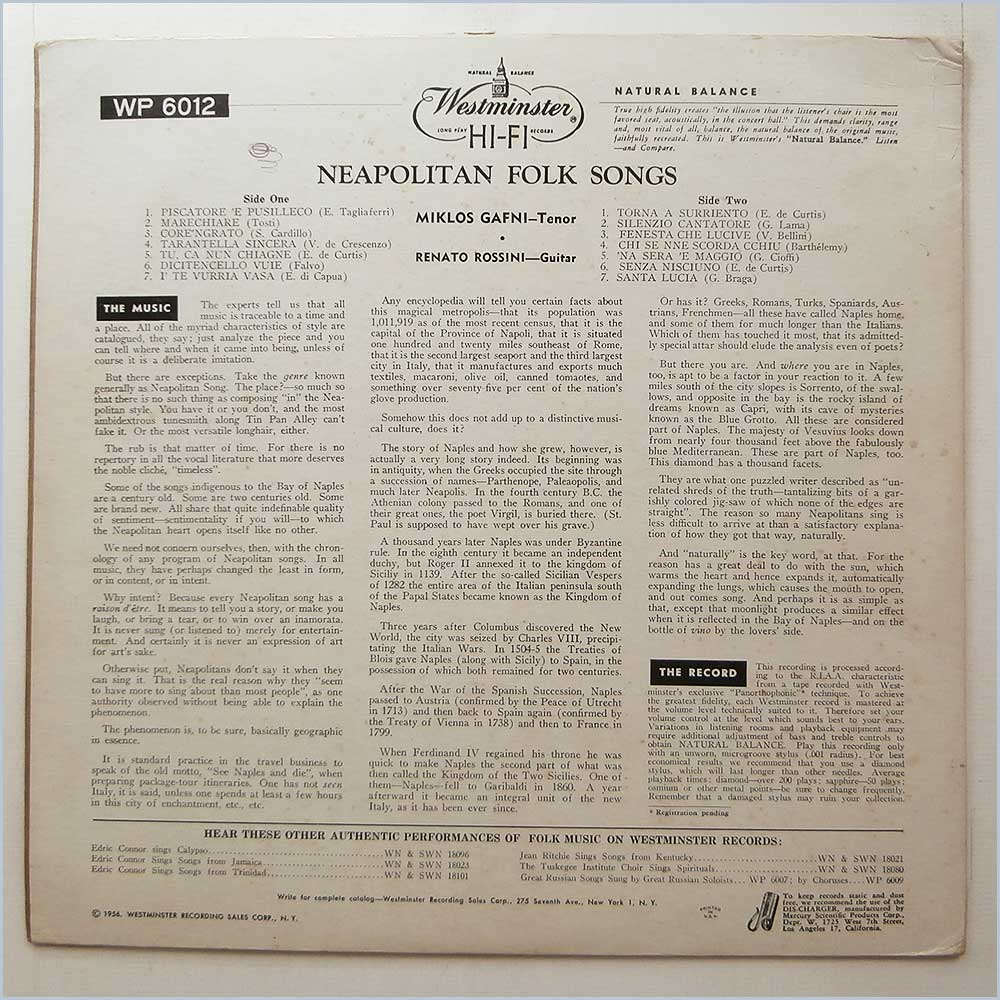 WP 6012
NATURAL BALANCE
Westminster ®
LONG PLAY RECORDS
HI-FI
NATURAL BALANCE
True high fidelity creates "the illusion that the listener's chair is the most
favored seat, acoustically, in the concert hall." This demands clarity, range
and, most vital of all, balance, the natural balance of the original music,
faithfully recreated. This is Westminster's "Natural Balance." Listen
—and Compare.
NEAPOLITAN FOLK SONGS
Side One
1. PISCATORE 'E PUSILLECO (E. Tagliaferri)
2. MARECHIARE (Tosti)
3. CORE'NGRATO (S. Cardillo)
4. TARANTELLA SINCERA (V. de Crescenzo)
5. TU, CA NUN CHIAGNE (E. de Curtis)
6. DICITENCELLO VUIE (Falvo)
7. I' TE VURRIA VASA (E. di Capua)
MIKLOS GAFNI—Tenor
•
RENATO ROSSINI—Guitar
Side Two
1. TORNA A SURRIENTO (E. de Curtis)
2. SILENZIO CANTATORE (G. Lama)
3. FENESTA CHE LUCIVE (V. Bellini)
4. CHI SE NNE SCORDA CCHIU (Barthélemy)
5. 'NA SERA 'E MAGGIO (G. Cioffi)
6. SENZA NISCIUNO (E. de Curtis)
7. SANTA LUCIA (G. Braga)
THE MUSIC The experts tell us that all
music is traceable to a time and
a place. All of the myriad characteristics of style are
catalogued, they say; just analyze the piece and you
can tell where and when it came into being, unless of
course it is a deliberate imitation.
But there are exceptions. Take the genre known
generally as Neapolitan Song. The place?—so much so
that there is no such thing as composing "in" the Nea-
politan style. You have it or you don't, and the most
ambidextrous tunesmith along Tin Pan Alley can't
fake it. Or the most versatile longhair, either.
The rub is that matter of time. For there is no
repertory in all the vocal literature that more deserves
the noble cliché, "timeless".
Some of the songs indigenous to the Bay of Naples
are a century old. Some are two centuries old. Some
are brand new. All share that quite indefinable quality
of sentiment—sentimentality if you will—to which
the Neapolitan heart opens itself like no other.
We need not concern ourselves, then, with the chron-
ology of any program of Neapolitan songs. In all
music, they have perhaps changed the least in form,
or in content, or in intent.
Why intent? Because every Neapolitan song has a
raison d'être. It means to tell you a story, or make you
laugh, or bring a tear, or to win over an inamorata.
It is never sung (or listened to) merely for entertain-
ment. And certainly it is never an expression of art
for art's sake.
Otherwise put, Neapolitans don't say it when they
can sing it. That is the real reason why they "seem
to have more to sing about than most people", as one
authority observed without being able to explain the
phenomenon.
The phenomenon is, to be sure, basically geographic
in essence.
It is standard practice in the travel business to
speak of the old motto, "See Naples and die", when
preparing package-tour itineraries. One has not seen
Italy, it is said, unless one spends at least a few hours
in this city of enchantment, etc., etc.
Any encyclopedia will tell you certain facts about
this magical metropolis—that its population was
1,011,919 as of the most recent census, that it is the
capital of the Province of Napoli, that it is situated
one hundred and twenty miles southeast of Rome,
that it is the second largest seaport and the third largest
city in Italy, that it manufactures and exports much
textiles, macaroni, olive oil, canned tomaotes, and
something over seventy-five per cent of the nation's
glove production.
Somehow this does not add up to a distinctive musi-
cal culture, does it?
The story of Naples and how she grew, however, is
actually a very long story indeed. Its beginning was
in antiquity, when the Greeks occupied the site through
a succession of names—Parthenope, Paleaopolis, and
much later Neapolis. In the fourth century B.C. the
Athenian colony passed to the Romans, and one of
their great ones, the poet Virgil, is buried there. (St.
Paul is supposed to have wept over his grave.)
A thousand years later Naples was under Byzantine
rule. In the eighth century it became an independent
duchy, but Roger II annexed it to the kingdom of
Siciliy in 1139. After the so-called Sicilian Vespers
of 1282 the entire area of the Italian peninsula south
of the Papal States became known as the Kingdom of
Naples.
Three years after Columbus discovered the New
World, the city was seized by Charles VIII, precipi-
tating the Italian Wars. In 1504-5 the Treaties of
Blois gave Naples (along with Sicily) to Spain, in the
possession of which both remained for two centuries.
After the War of the Spanish Succession, Naples
passed to Austria (confirmed by the Peace of Utrecht
in 1713) and then back to Spain again (confirmed by
the Treaty of Vienna in 1738) and then to France in
1799.
When Ferdinand IV regained his throne he was
quick to make Naples the second part of what was
then called the Kingdom of the Two Sicilies. One of
them—Naples—fell to Garibaldi in 1860. A year
afterward it became an integral unit of the new
Italy, as it has been ever since.
Or has it? Greeks, Romans, Turks, Spaniards, Aus-
trians, Frenchmen—all these have called Naples home,
and some of them for much longer than the Italians.
Which of them has touched it most, that its admitted-
ly special attar should elude the analysis even of poets?
But there you are. And where you are in Naples,
too, is apt to be a factor in your reaction to it. A few
miles south of the city slopes is Sorrento, of the swal-
lows, and opposite in the bay is the rocky island of
dreams known as Capri, with its cave of mysteries
known as the Blue Grotto. All these are considered
part of Naples. The majesty of Vesuvius looks down
from nearly four thousand feet above the fabulously
blue Mediterranean. These are part of Naples, too.
This diamond has a thousand facets.
They are what one puzzled writer described as "un-
related shreds of the truth—tantalizing bits of a gar-
ishly colored jig-saw of which none of the edges are
straight". The reason so many Neapolitans sing is
less difficult to arrive at than a satisfactory explana-
tion of how they got that way, naturally.
And "naturally" is the key word, at that. For the
reason has a great deal to do with the sun, which
warms the heart and hence expands it, automatically
expanding the lungs, which causes the mouth to open,
and out comes song. And perhaps it is as simple as
that, except that moonlight produces a similar effect
when it is reflected in the Bay of Naples—and on the
bottle of vino by the lovers' side.
THE RECORD This recording is processed accord-
ing to the R.I.A.A. characteristic
from a tape recorded with West-
minster's exclusive "Panorthophonic"* technique. To achieve
the greatest fidelity, each Westminster record is mastered at
the volume level technically suited to it. Therefore set your
volume control at the level which sounds best to your ears.
Variations in listening rooms and playback equipment may
require additional adjustment of bass and treble controls to
obtain NATURAL BALANCE. Play this recording only
with an unworn, microgroove stylus (.001 radius). For best
economical results we recommend that you use a diamond
stylus, which will last longer than other needles. Average
playback times: diamond—over 200 plays; sapphire—50 plays;
osmium or other metal points—be sure to change frequently.
Remember that a damaged stylus may ruin your collection.
* Registration pending
HEAR THESE OTHER AUTHENTIC PERFORMANCES OF FOLK MUSIC ON WESTMINSTER RECORDS:
Edric Connor sings Calypso..........WN & SWN 18096
Edric Connor Sings Songs from Jamaica..........WN & SWN 18023
Edric Connor Sings Songs from Trinidad..........WN & SWN 18101
Jean Ritchie Sings Songs from Kentucky..........WN & SWN 18021
The Tuskegee Institute Choir Sings Spirituals..........WN & SWN 18080
Great Russian Songs Sung by Great Russian Soloists... WP 6007; by Choruses....WP 6009
Write for complete catalog—Westminster Recording Sales Corp., 275 Seventh Ave., New York 1, N. Y.
© 1956, WESTMINSTER RECORDING SALES CORP., N. Y.
PRINTED
IN
U.S.A.
To keep records static and dust
free, we recommend the use of the
DIS-CHARGER, manufactured by
Mercury Scientific Products Corp.,
Dept. W, 1725 West 7th Street,
Los Angeles 17, California.